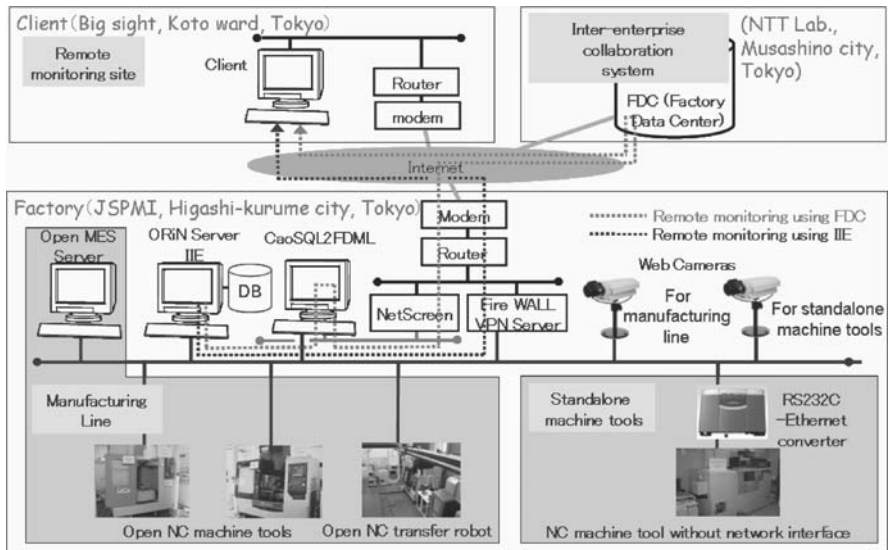 Client(Big sight, Koto ward, Tokyo)
Remote
monitoring site
Client
Router
modem
Inter-enterprise
collaboration
system
FDC (Factory
Data Center)
(NTT Lab.,
Musashino city,
Tokyo)
Internet
Factory(JSPMI, Higashi-kurume city, Tokyo)
Modem
Router
Remote monitoring using FDC
Remote monitoring using IIE
Open MES
Server
ORiN Server
IIE
DB
CaoSQL2FDML
NetScreen
Fire WALL
VPN Server
Web Cameras
For
manufacturing
line
For standalone
machine tools
Manufacturing
Line
Open NC machine tools
Open NC transfer robot
Standalone
machine tools
RS232C
-Ethernet
converter
NC machine tool without network interface